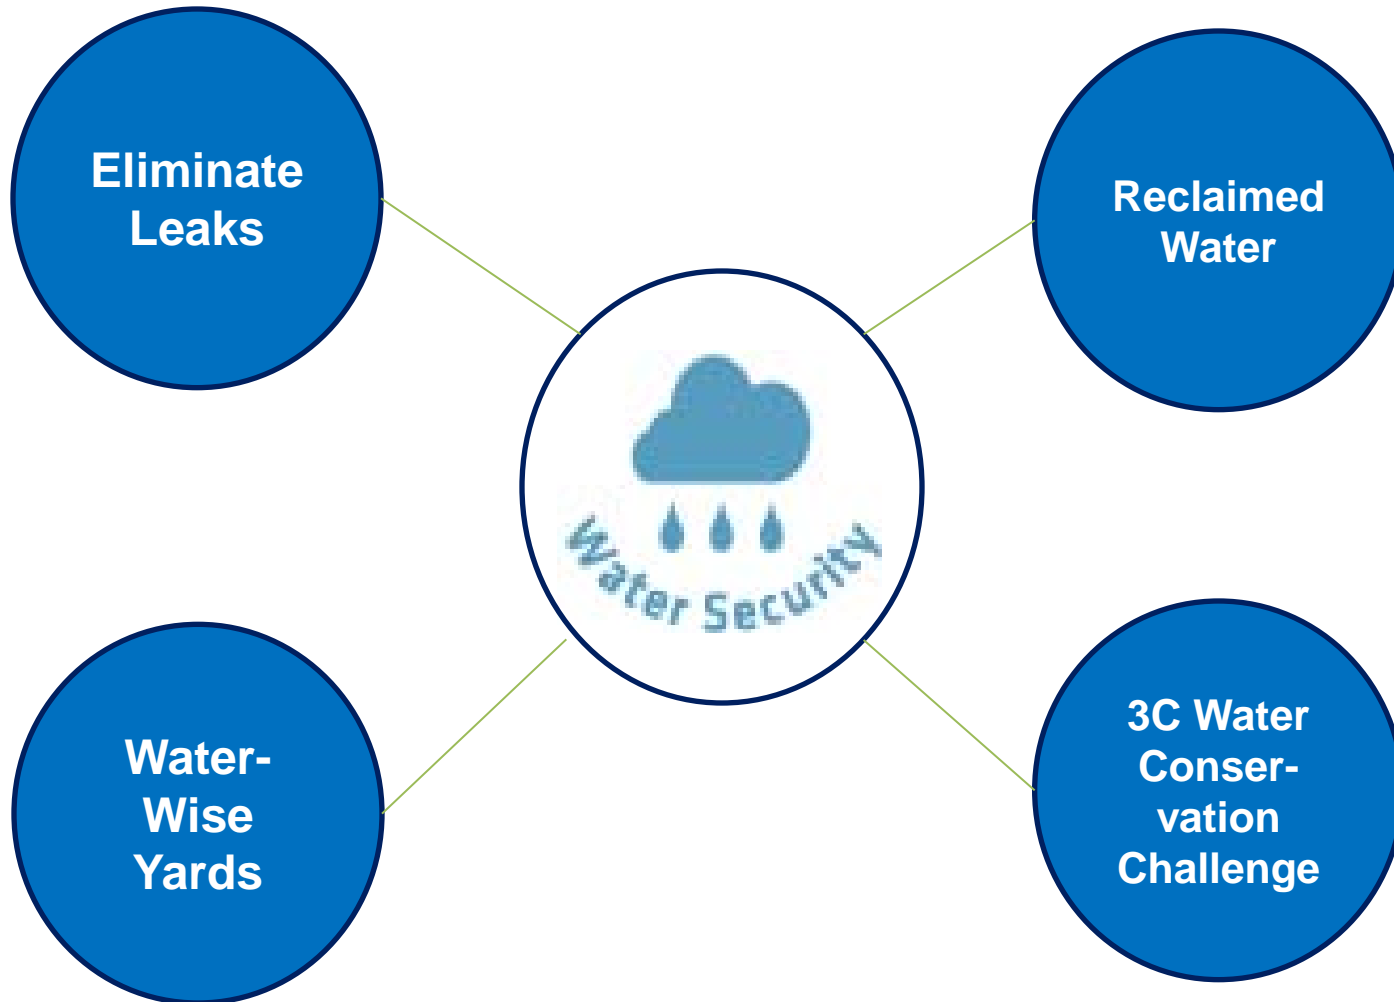 Eliminate
Leaks
Reclaimed
Water
Water Security
Water-
Wise
Yards
3C Water
Conser-
vation
Challenge